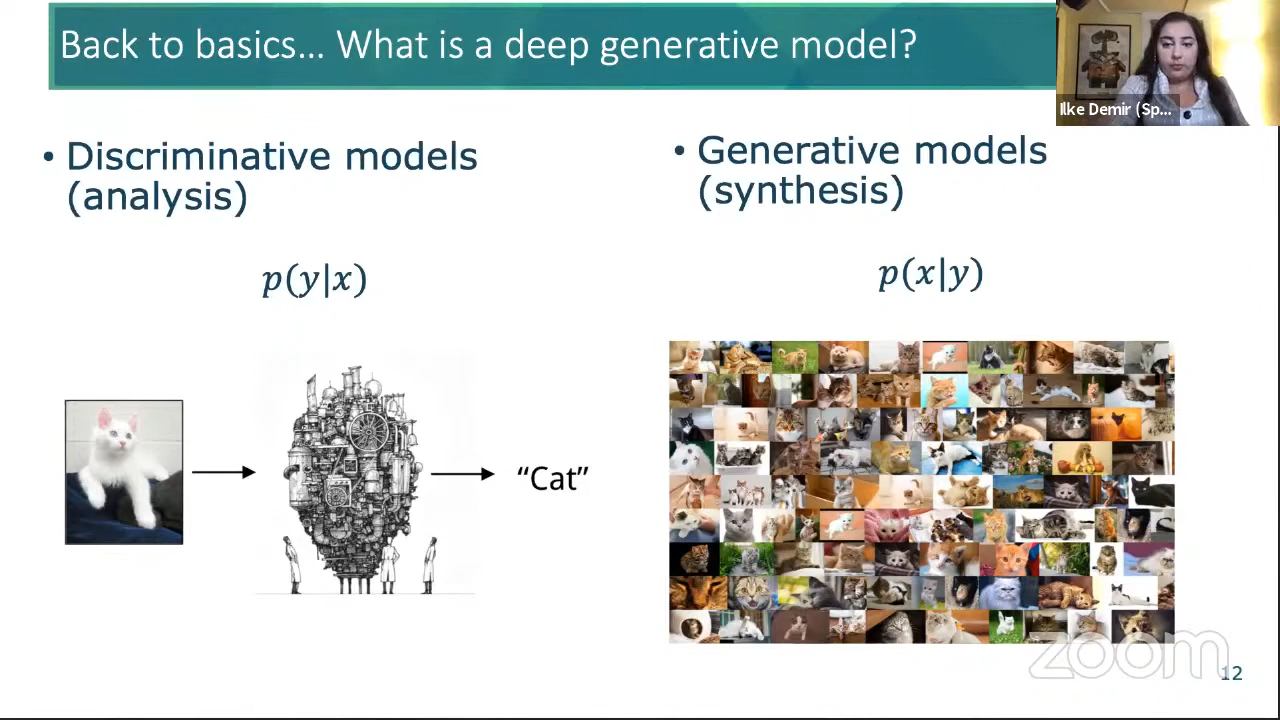 Back to basics... What is a deep generative model?
Ilke Demir (Sp...
• Discriminative models
(analysis)
p(y|x)
“Cat”
• Generative models
(synthesis)
p(x|y)
zoom
12